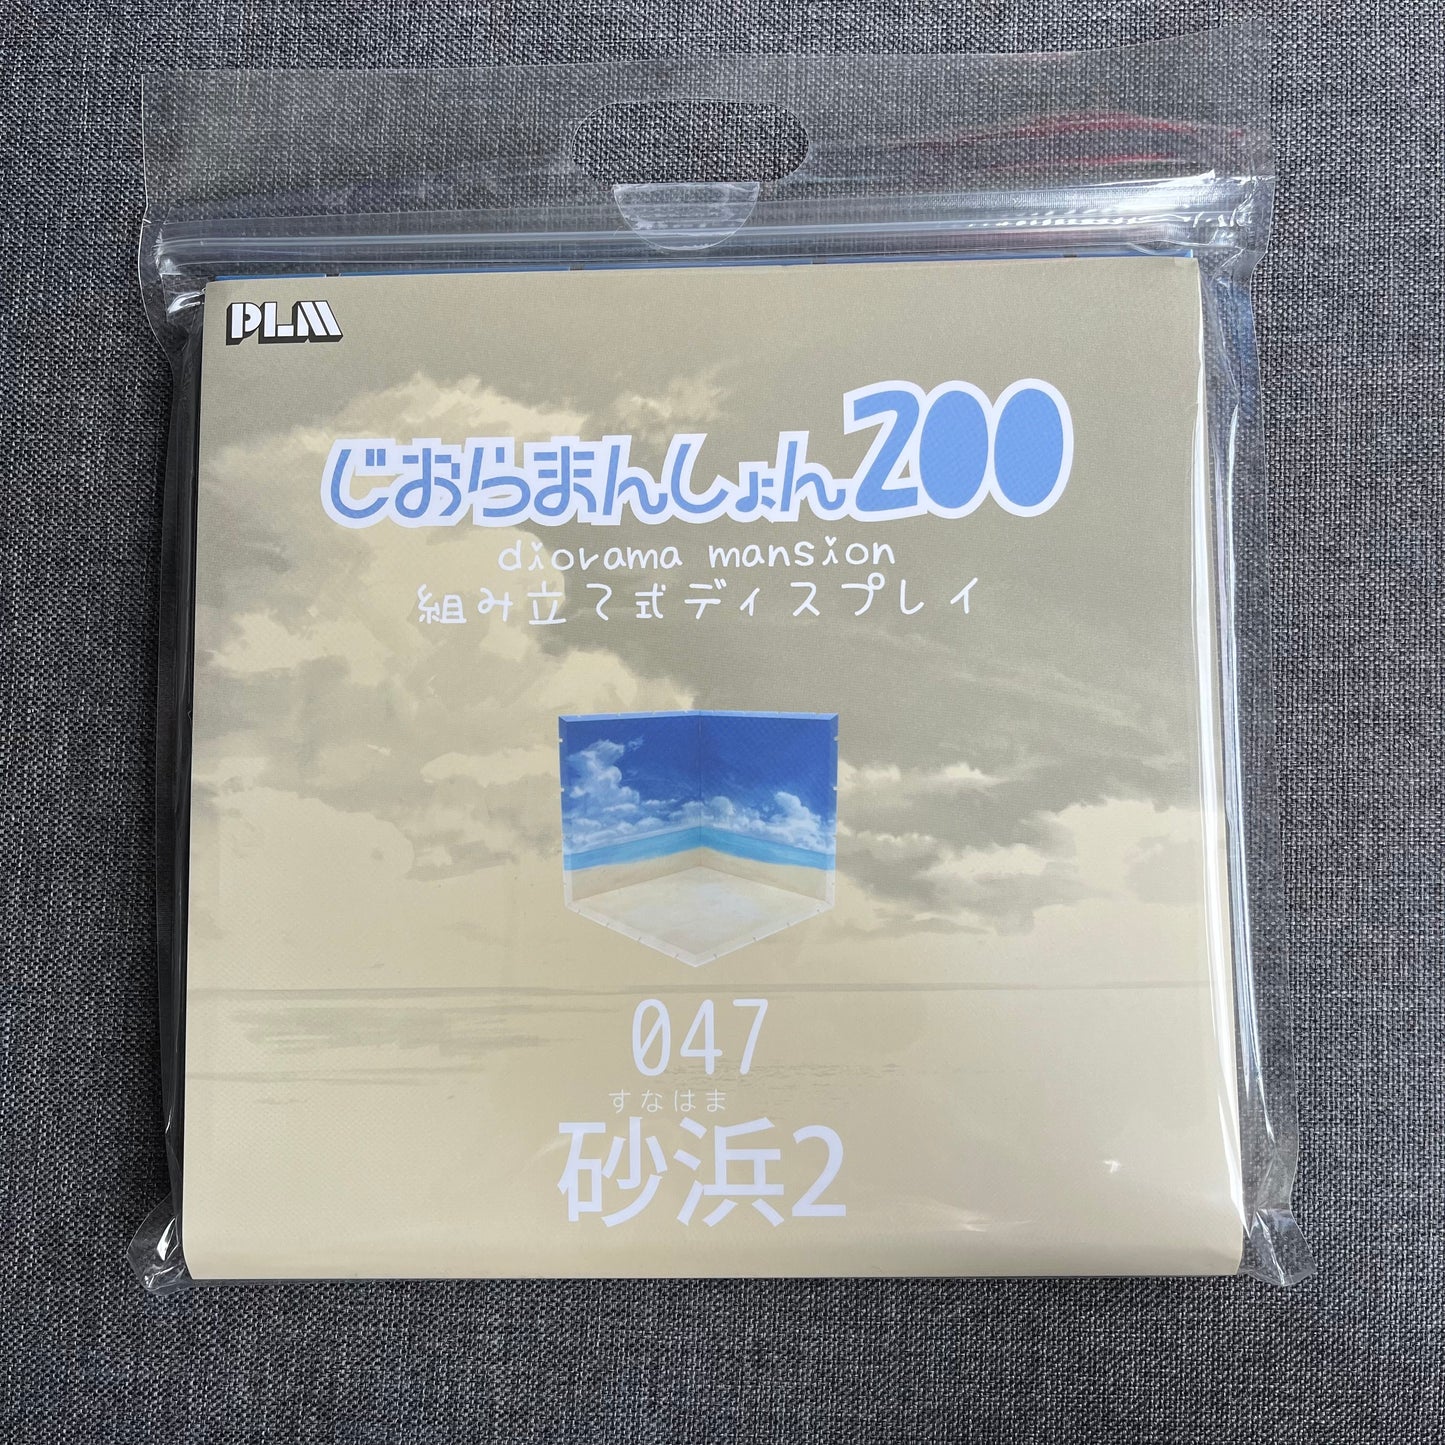 PLM
じおらまんしょん200
diorama mansion
組み立て式ディスプレイ
047
すなはま
砂浜2